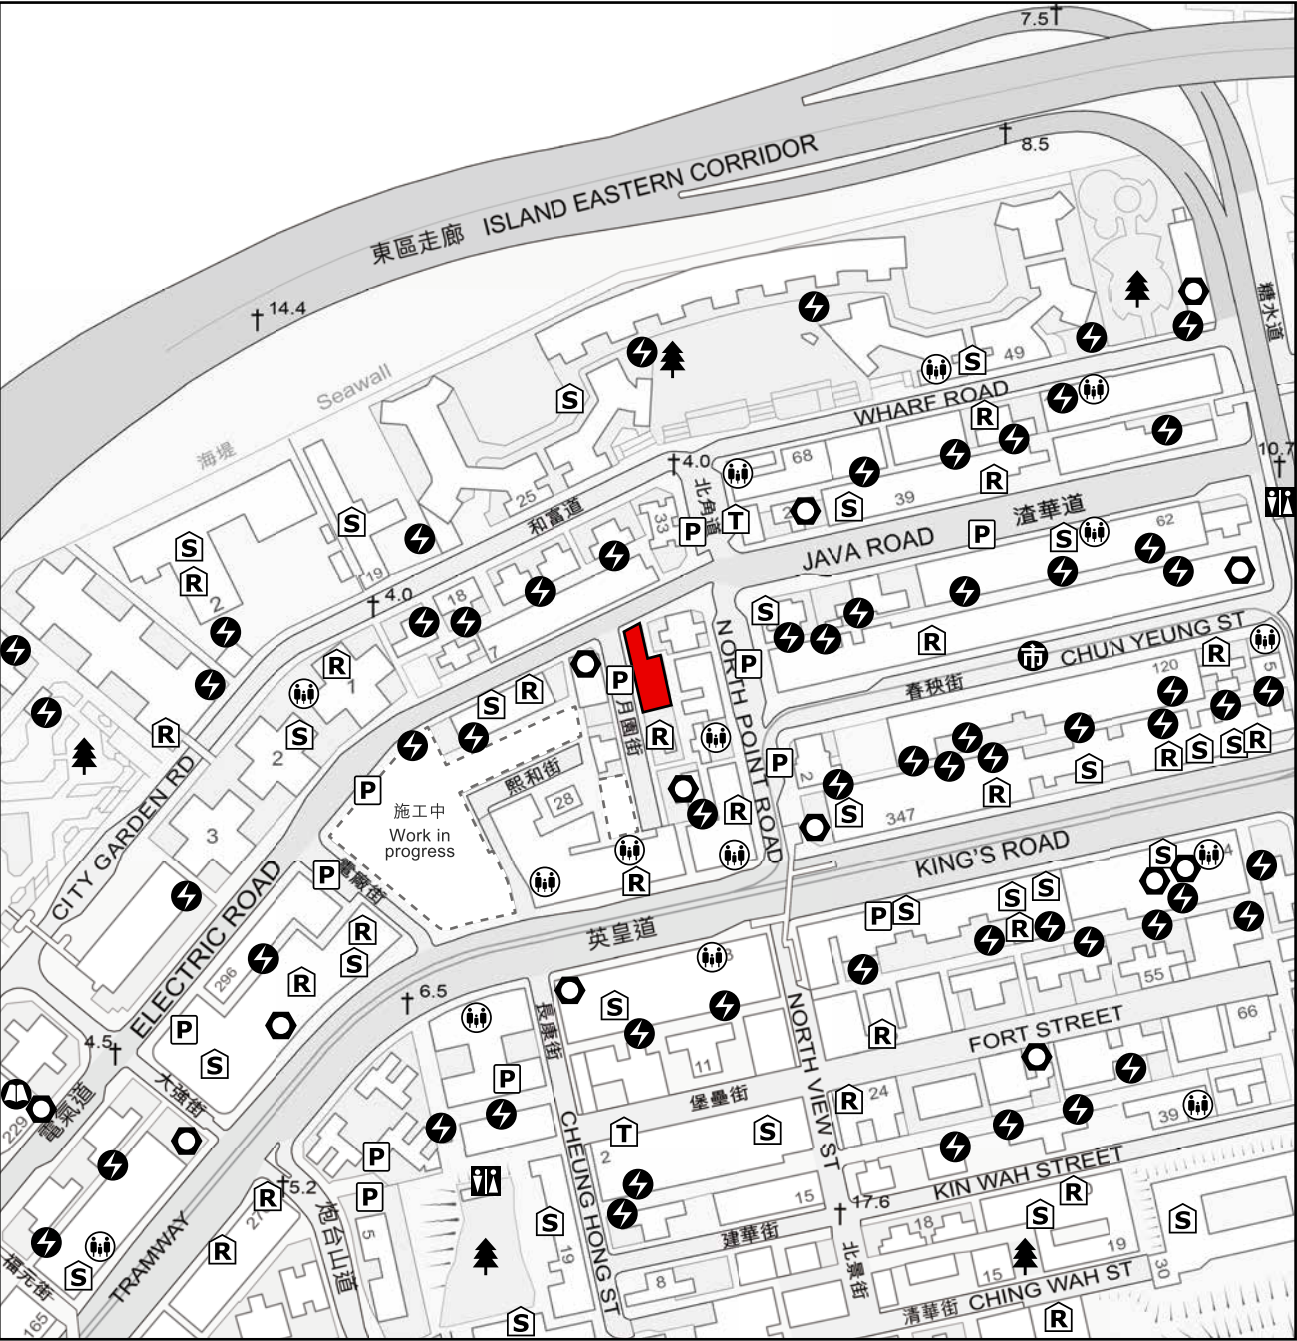 7.5
8.5
東區走廊 ISLAND EASTERN CORRIDOR
14.4
糖水道
Seawall
海堤
49
WHARF ROAD
R
S
S
68
4.0
10.7
25
和富道
北角道
33
39
渣華道
JAVA ROAD
62
T
P
P
S
S
S
R
S
R
2
19
4.0
18
7
1
R
S
R
CHUN YEUNG ST
春秧街
120
5
R
NORTH POINT ROAD
P
P
月園街
R
S
R
R
S
2
3
CITY GARDEN RD
P
施工中
Work in
progress
熙和街
28
P
2
S
347
S
R
R
S
S
R
R
R
KING'S ROAD
英皇道
電廠街
P
ELECTRIC ROAD
296
R
S
R
P
S
6.5
4.5
大強街
電氣道
229
長康街
S
11
堡壘街
P
S
S
S
R
S
R
55
66
FORT STREET
NORTH VIEW ST
24
R
39
CHEUNG HONG ST
T
2
S
P
P
P
5.2
R
R
炮台山道
5
S
19
15
建華街
8
S
17.6
北景街
KIN WAH STREET
R
S
S
18
19
15
30
清華街 CHING WAH ST
R
TRAMWAY
福元街
S
165